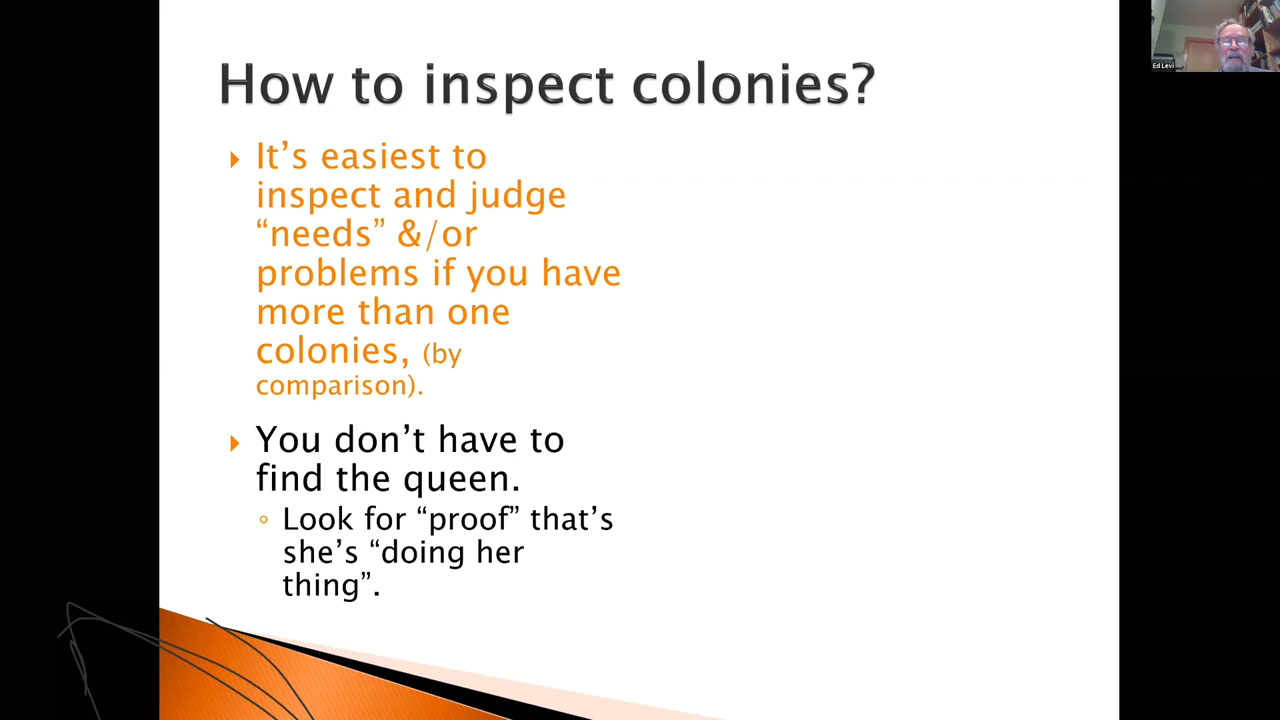 How to inspect colonies?
It’s easiest to
inspect and judge
“needs” &/or
problems if you have
more than one
colonies, (by
comparison).
You don’t have to
find the queen.
Look for “proof” that’s
she’s “doing her
thing”.
Ed Levi